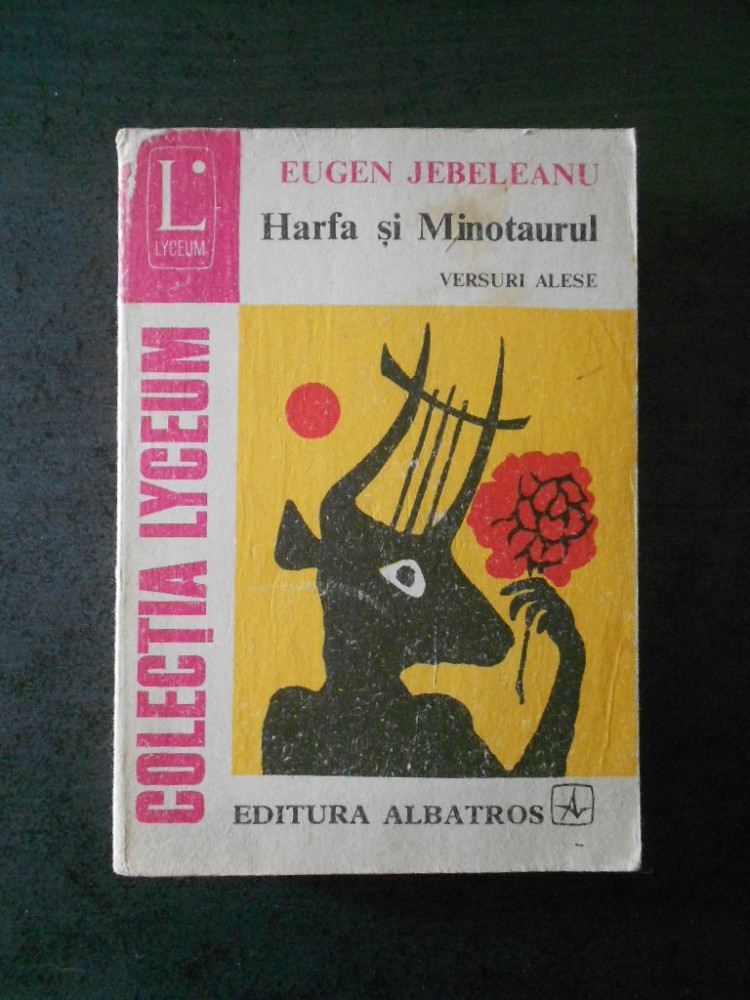 L
LYCEUM
EUGEN JEBELEANU
Harfa și Minotaurul
VERSURI ALESE
COLECȚIA LYCEUM
EDITURA ALBATROS